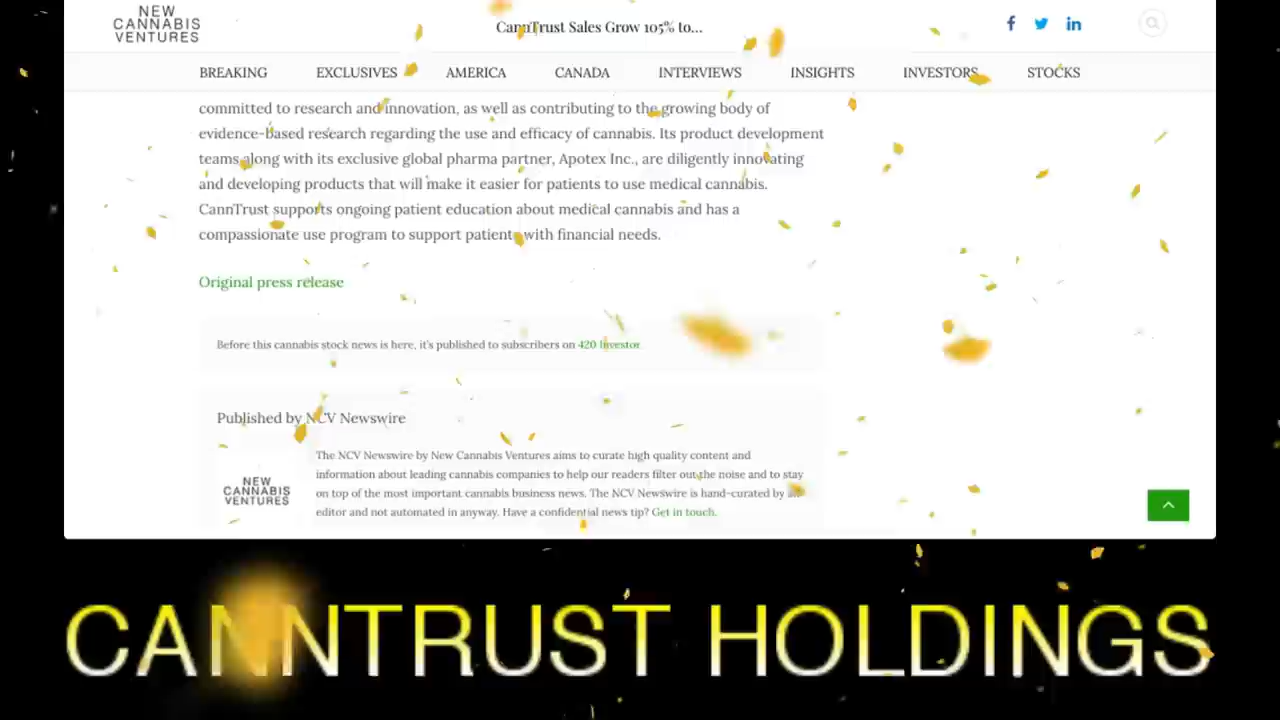 NEW
CANNABIS
VENTURES
CannTrust Sales Grow 105% to...
BREAKING EXCLUSIVES AMERICA CANADA INTERVIEWS INSIGHTS INVESTORS STOCKS
committed to research and innovation, as well as contributing to the growing body of
evidence-based research regarding the use and efficacy of cannabis. Its product development
teams along with its exclusive global pharma partner, Apotex Inc., are diligently innovating
and developing products that will make it easier for patients to use medical cannabis.
CannTrust supports ongoing patient education about medical cannabis and has a
compassionate use program to support patients with financial needs.
Original press release
Before this cannabis stock news is here, it's published to subscribers on 420 Investor.
Published by NCV Newswire
The NCV Newswire by New Cannabis Ventures aims to curate high quality content and
information about leading cannabis companies to help our readers filter out the noise and to stay
on top of the most important cannabis business news. The NCV Newswire is hand-curated by an
editor and not automated in anyway. Have a confidential news tip? Get in touch.
NEW
CANNABIS
VENTURES
CANNTRUST HOLDINGS